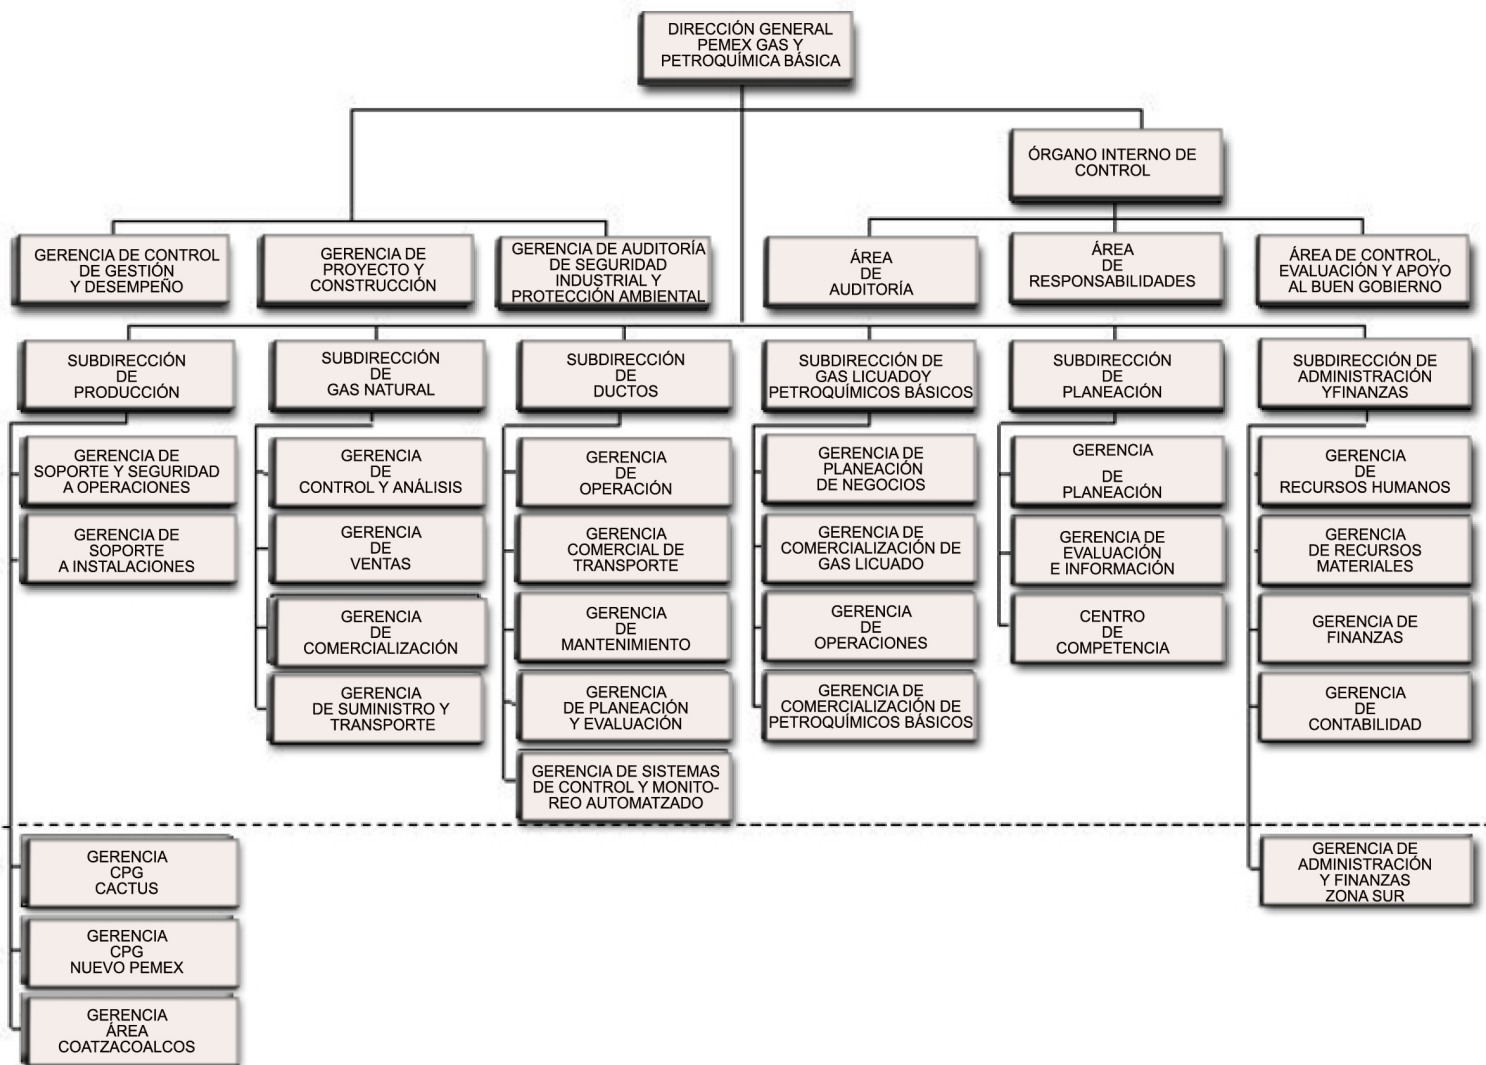 DIRECCIÓN GENERAL
PEMEX GAS Y
PETROQUÍMICA BÁSICA
ÓRGANO INTERNO DE
CONTROL
GERENCIA DE CONTROL
DE GESTIÓN
Y DESEMPEÑO
GERENCIA DE
PROYECTO Y
CONSTRUCCIÓN
GERENCIA DE AUDITORÍA
DE SEGURIDAD
INDUSTRIAL Y
PROTECCIÓN AMBIENTAL
ÁREA
DE
AUDITORÍA
ÁREA
DE
RESPONSABILIDADES
ÁREA DE CONTROL,
EVALUACIÓN Y APOYO
AL BUEN GOBIERNO
SUBDIRECCIÓN
DE
PRODUCCIÓN
SUBDIRECCIÓN
DE
GAS NATURAL
SUBDIRECCIÓN
DE
DUCTOS
SUBDIRECCIÓN DE
GAS LICUADOY
PETROQUÍMICOS BÁSICOS
SUBDIRECCIÓN
DE
PLANEACIÓN
SUBDIRECCIÓN DE
ADMINISTRACIÓN
YFINANZAS
GERENCIA DE
SOPORTE Y SEGURIDAD
A OPERACIONES
GERENCIA
DE
CONTROL Y ANÁLISIS
GERENCIA
DE
OPERACIÓN
GERENCIA DE
PLANEACIÓN
DE NEGOCIOS
GERENCIA
DE
PLANEACIÓN
GERENCIA
DE
RECURSOS HUMANOS
GERENCIA DE
SOPORTE
A INSTALACIONES
GERENCIA
DE
VENTAS
GERENCIA
COMERCIAL DE
TRANSPORTE
GERENCIA DE
COMERCIALIZACIÓN DE
GAS LICUADO
GERENCIA DE
EVALUACIÓN
E INFORMACIÓN
GERENCIA
DE RECURSOS
MATERIALES
GERENCIA
DE
COMERCIALIZACIÓN
GERENCIA
DE
MANTENIMIENTO
GERENCIA
DE
OPERACIONES
CENTRO
DE
COMPETENCIA
GERENCIA DE
FINANZAS
GERENCIA
DE SUMINISTRO Y
TRANSPORTE
GERENCIA
DE PLANEACIÓN
Y EVALUACIÓN
GERENCIA DE
COMERCIALIZACIÓN DE
PETROQUÍMICOS BÁSICOS
GERENCIA
DE
CONTABILIDAD
GERENCIA DE SISTEMAS
DE CONTROL Y MONITO-
REO AUTOMATZADO
GERENCIA
CPG
CACTUS
GERENCIA DE
ADMINISTRACIÓN
Y FINANZAS
ZONA SUR
GERENCIA
CPG
NUEVO PEMEX
GERENCIA
ÁREA
COATZACOALCOS